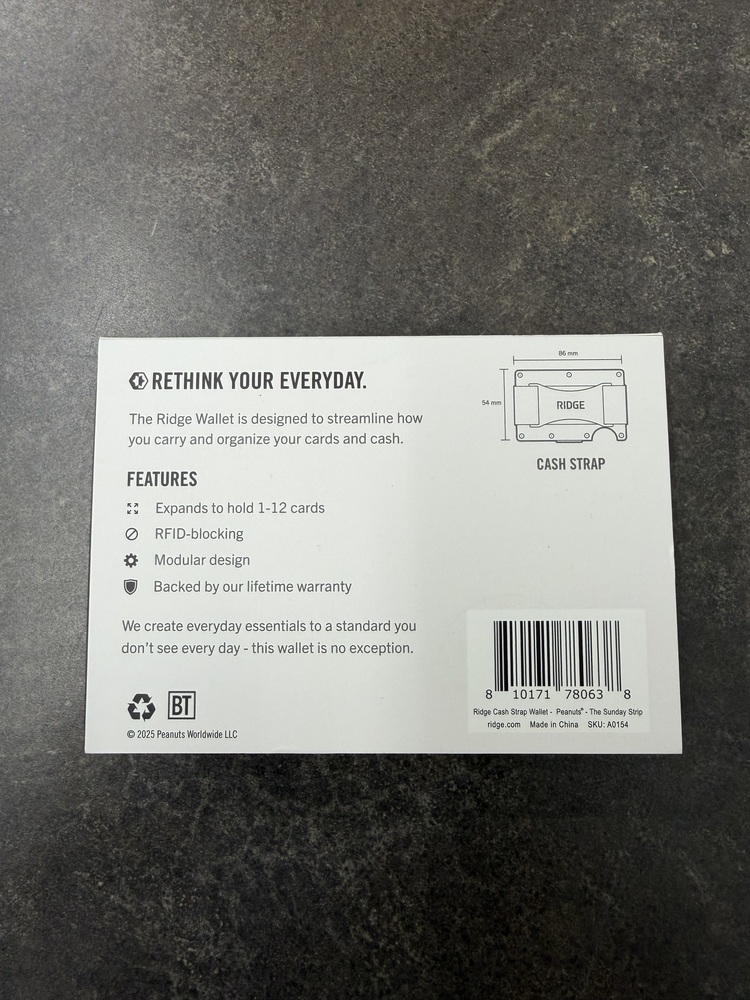 RETHINK YOUR EVERYDAY.
The Ridge Wallet is designed to streamline how
you carry and organize your cards and cash.
FEATURES
Expands to hold 1-12 cards
RFID-blocking
Modular design
Backed by our lifetime warranty
We create everyday essentials to a standard you
don't see every day - this wallet is no exception.
BT
© 2025 Peanuts Worldwide LLC
86 mm
54 mm
RIDGE
CASH STRAP
8 10171 78063 8
Ridge Cash Strap Wallet - Peanuts® - The Sunday Strip
ridge.com Made in China SKU: A0154